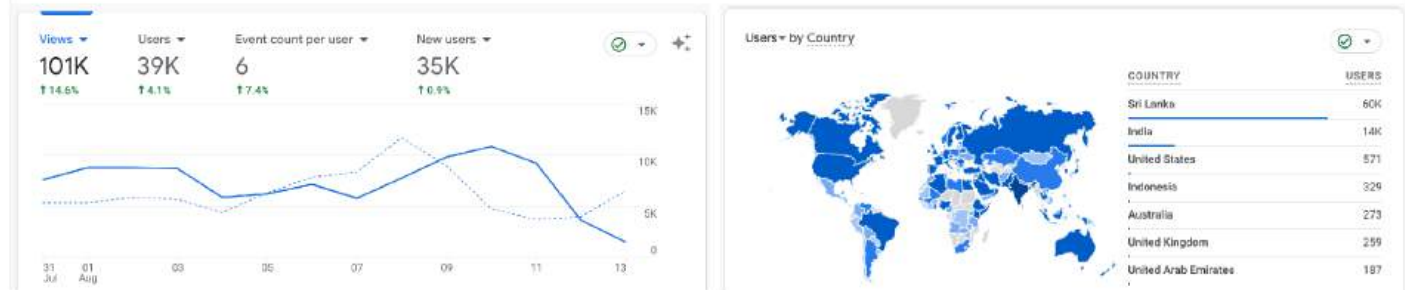 Views Users Event count per user New users
101K 39K 6 35K
↑ 14.6% ↑ 4.1% ↑ 7.4% ↑ 0.9%
15K
10K
5K
0
31 01 03 05 07 09 11 13
Jul Aug
Users by Country
COUNTRY USERS
Sri Lanka 60K
India 14K
United States 571
Indonesia 329
Australia 273
United Kingdom 259
United Arab Emirates 187